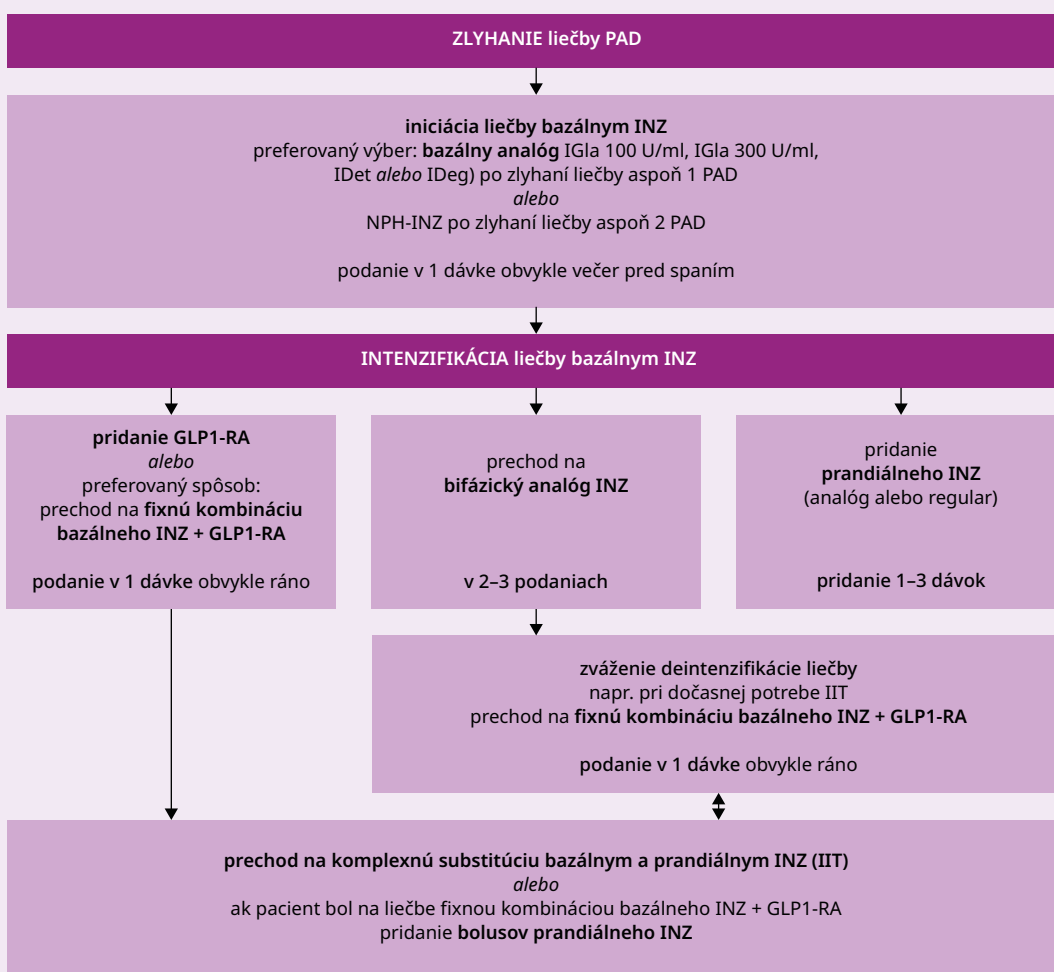 ZLYHANIE liečby PAD
iniciácia liečby bazálnym INZ
preferovaný výber: bazálny analóg IGla 100 U/ml, IGla 300 U/ml,
IDet alebo IDeg) po zlyhaní liečby aspoň 1 PAD
alebo
NPH-INZ po zlyhaní liečby aspoň 2 PAD
podanie v 1 dávke obvykle večer pred spaním
INTENZIFIKÁCIA liečby bazálnym INZ
pridanie GLP1-RA
alebo
preferovaný spôsob:
prechod na fixnú kombináciu
bazálneho INZ + GLP1-RA
podanie v 1 dávke obvykle ráno
prechod na
bifázický analóg INZ
v 2–3 podaniach
pridanie
prandiálneho INZ
(analóg alebo regular)
pridanie 1–3 dávok
zváženie deintenzifikácie liečby
napr. pri dočasnej potrebe IIT
prechod na fixnú kombináciu bazálneho INZ + GLP1-RA
podanie v 1 dávke obvykle ráno
prechod na komplexnú substitúciu bazálnym a prandiálnym INZ (IIT)
alebo
ak pacient bol na liečbe fixnou kombináciou bazálneho INZ + GLP1-RA
pridanie bolusov prandiálneho INZ